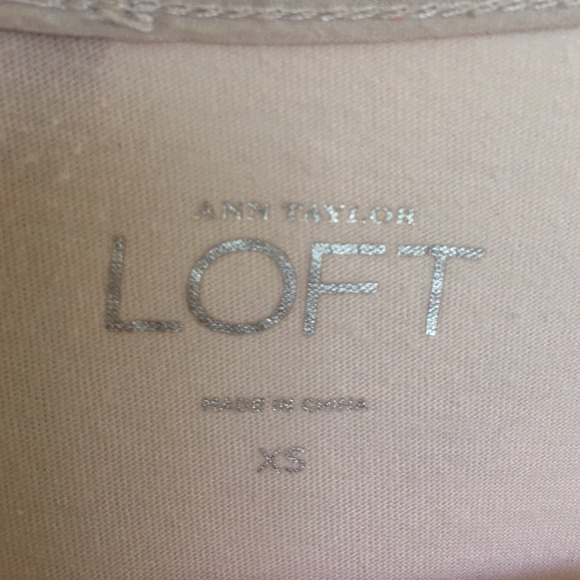 ANN TAYLOR
LOFT
MADE IN CHINA
XS